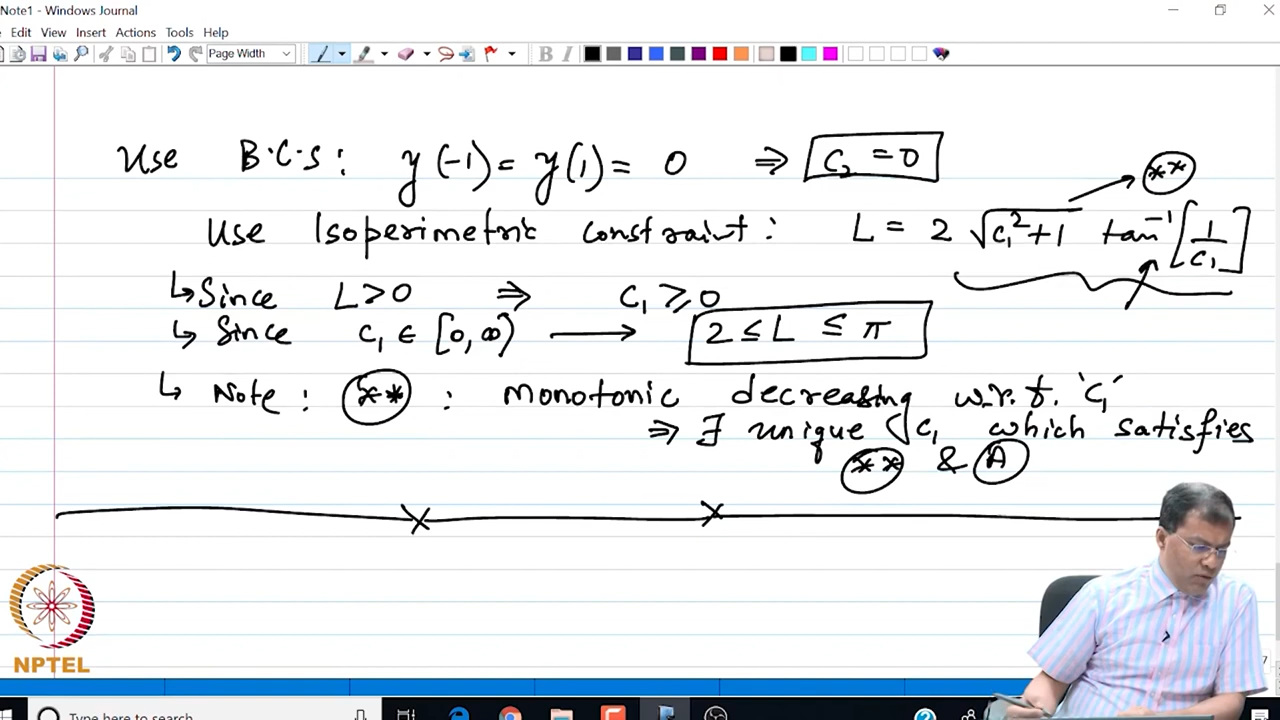 Note1 - Windows Journal
Edit View Insert Actions Tools Help
Page Width B I
Use B.C.S: y(-1) = y(1) = 0 ⇒ C₂ = 0
**
Use Isoperimetric constraint: L = 2 √(c₁²+1) tan⁻¹[1/c₁]
↳ Since L>0 ⇒ C₁ ≥ 0
↳ Since C₁ ∈ [0, ∞) ⟶ 2 ≤ L ≤ π
↳ Note: ** : monotonic decreasing w.r.t. 'C₁'
⇒ ∃ unique C₁ which satisfies
** & A
NPTEL
7
Type here to search